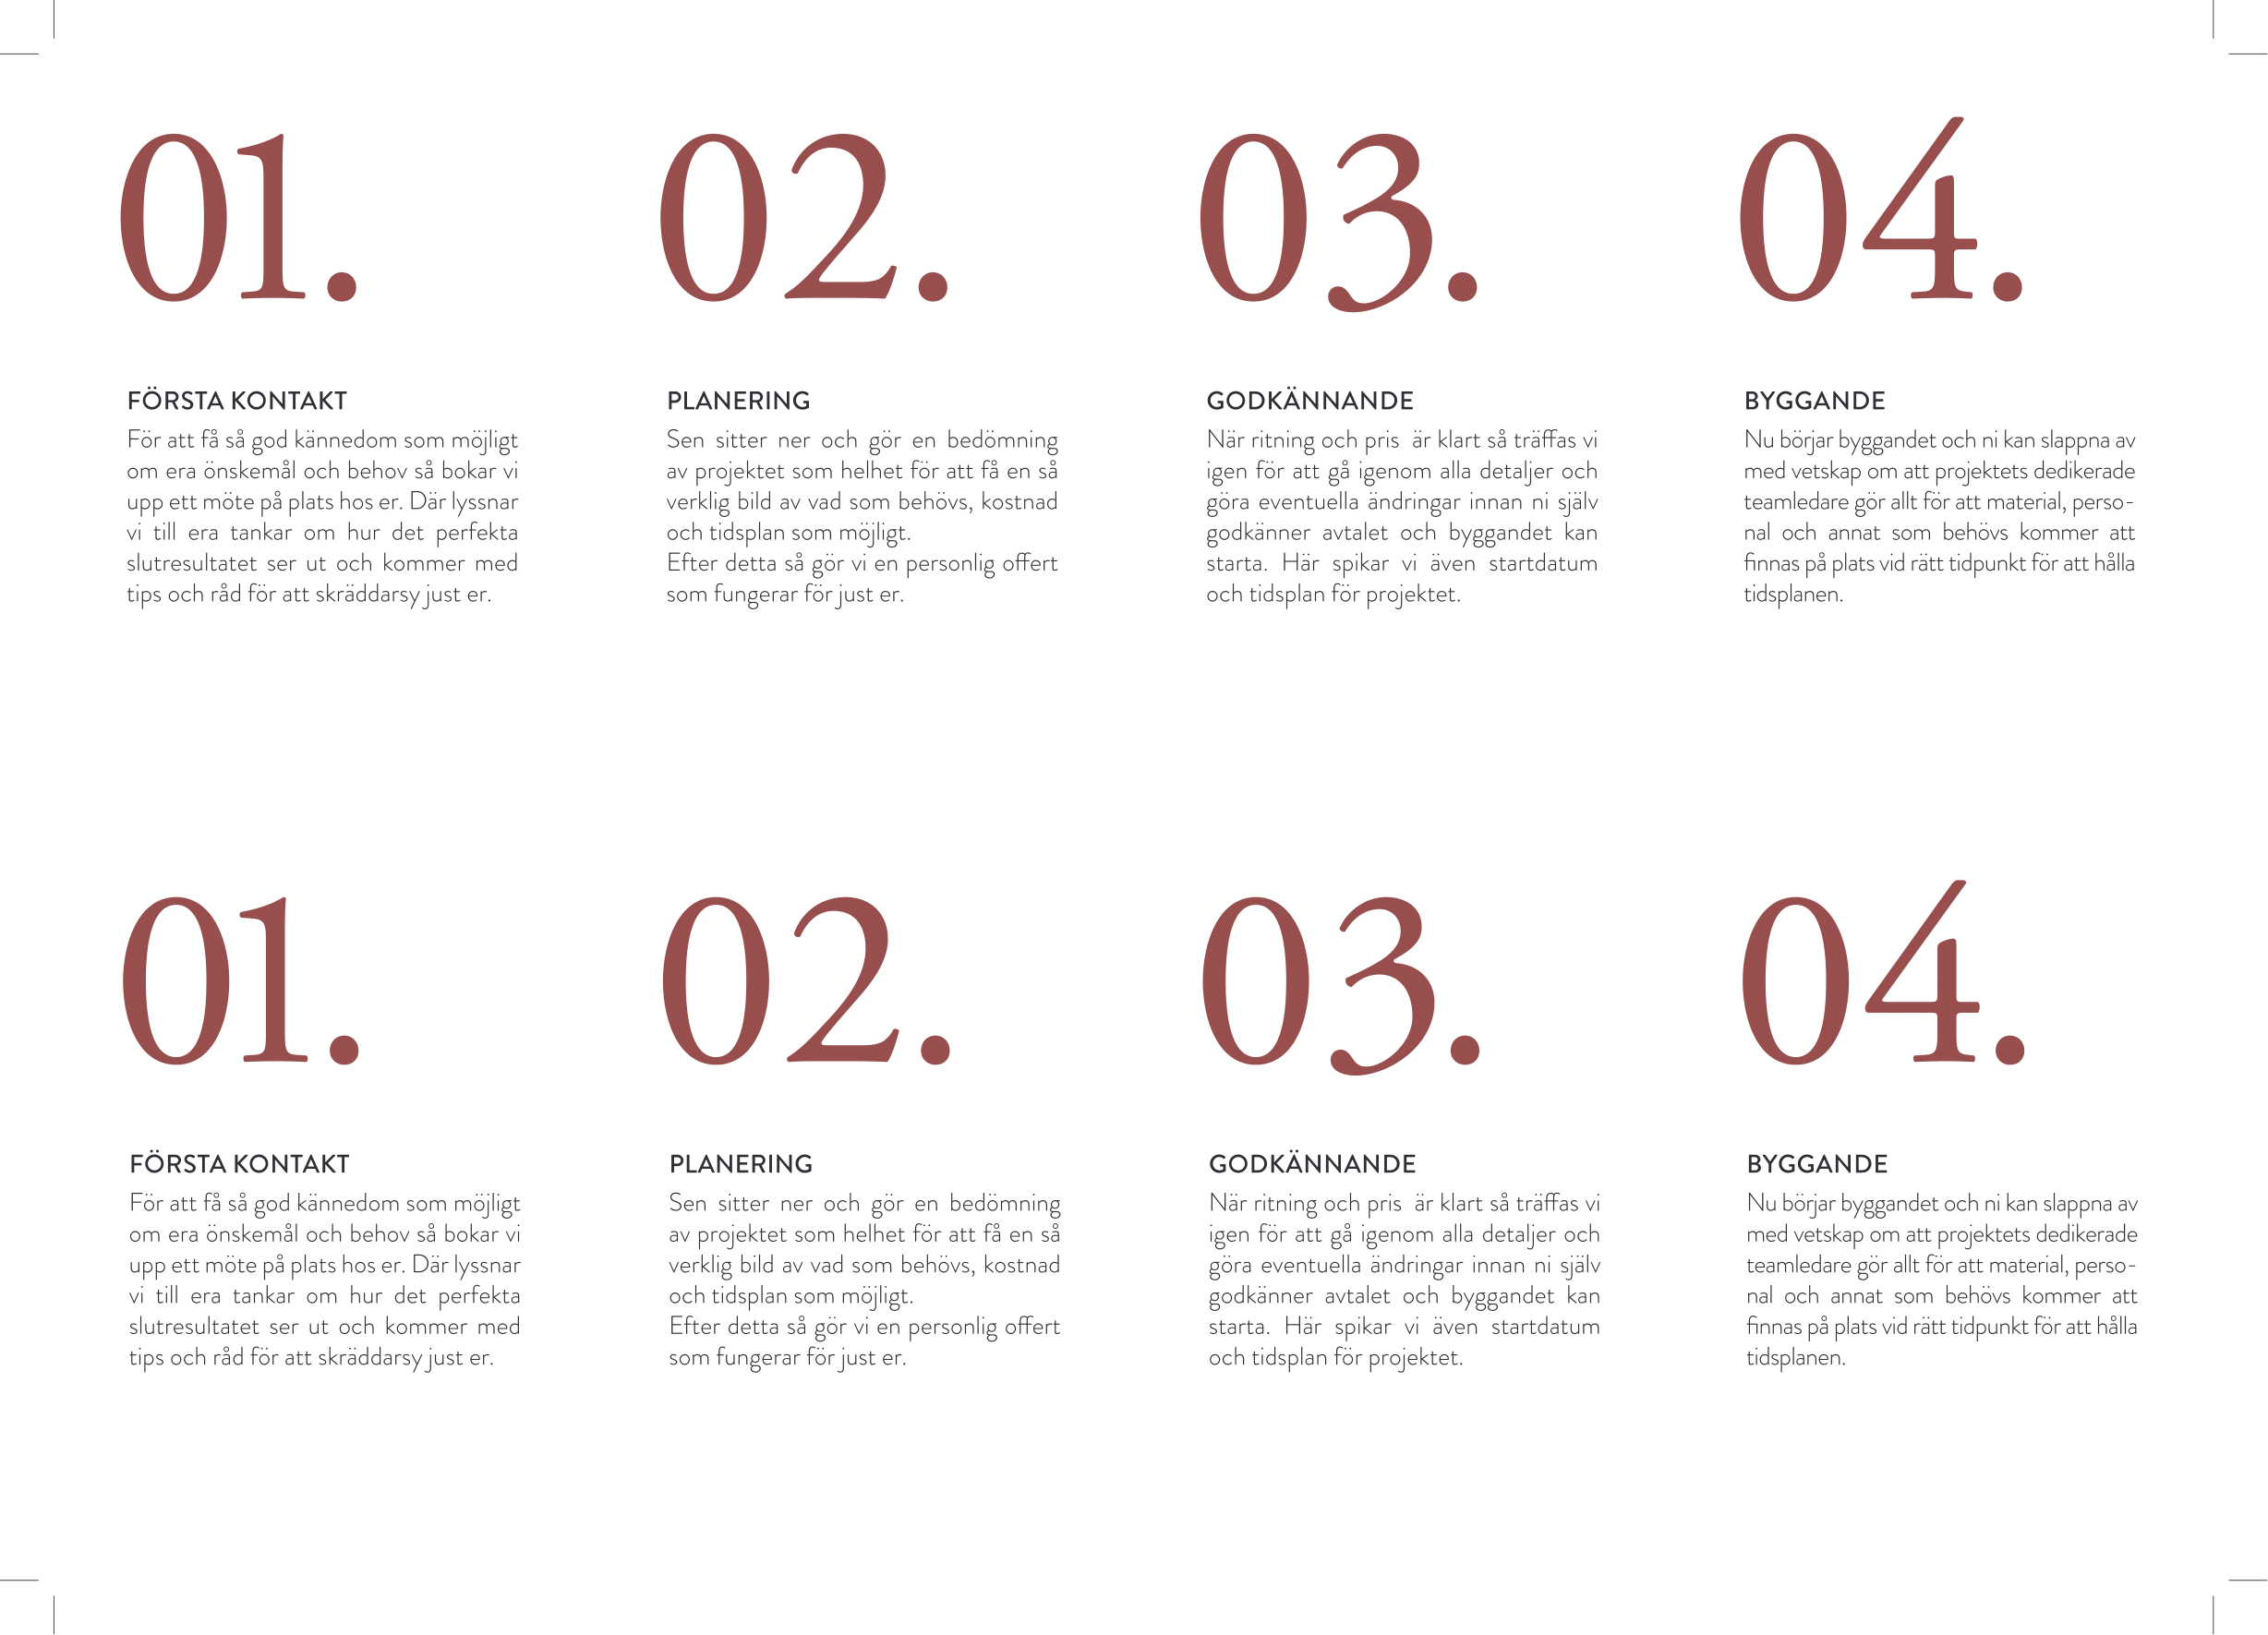 01.
FÖRSTA KONTAKT
För att få så god kännedom som möjligt
om era önskemål och behov så bokar vi
upp ett möte på plats hos er. Där lyssnar
vi till era tankar om hur det perfekta
slutresultatet ser ut och kommer med
tips och råd för att skräddarsy just er.
02.
PLANERING
Sen sitter ner och gör en bedömning
av projektet som helhet för att få en så
verklig bild av vad som behövs, kostnad
och tidsplan som möjligt.
Efter detta så gör vi en personlig offert
som fungerar för just er.
03.
GODKÄNNANDE
När ritning och pris  är klart så träffas vi
igen för att gå igenom alla detaljer och
göra eventuella ändringar innan ni själv
godkänner avtalet och byggandet kan
starta. Här spikar vi även startdatum
och tidsplan för projektet.
04.
BYGGANDE
Nu börjar byggandet och ni kan slappna av
med vetskap om att projektets dedikerade
teamledare gör allt för att material, perso-
nal och annat som behövs kommer att
finnas på plats vid rätt tidpunkt för att hålla
tidsplanen.
01.
FÖRSTA KONTAKT
För att få så god kännedom som möjligt
om era önskemål och behov så bokar vi
upp ett möte på plats hos er. Där lyssnar
vi till era tankar om hur det perfekta
slutresultatet ser ut och kommer med
tips och råd för att skräddarsy just er.
02.
PLANERING
Sen sitter ner och gör en bedömning
av projektet som helhet för att få en så
verklig bild av vad som behövs, kostnad
och tidsplan som möjligt.
Efter detta så gör vi en personlig offert
som fungerar för just er.
03.
GODKÄNNANDE
När ritning och pris  är klart så träffas vi
igen för att gå igenom alla detaljer och
göra eventuella ändringar innan ni själv
godkänner avtalet och byggandet kan
starta. Här spikar vi även startdatum
och tidsplan för projektet.
04.
BYGGANDE
Nu börjar byggandet och ni kan slappna av
med vetskap om att projektets dedikerade
teamledare gör allt för att material, perso-
nal och annat som behövs kommer att
finnas på plats vid rätt tidpunkt för att hålla
tidsplanen.